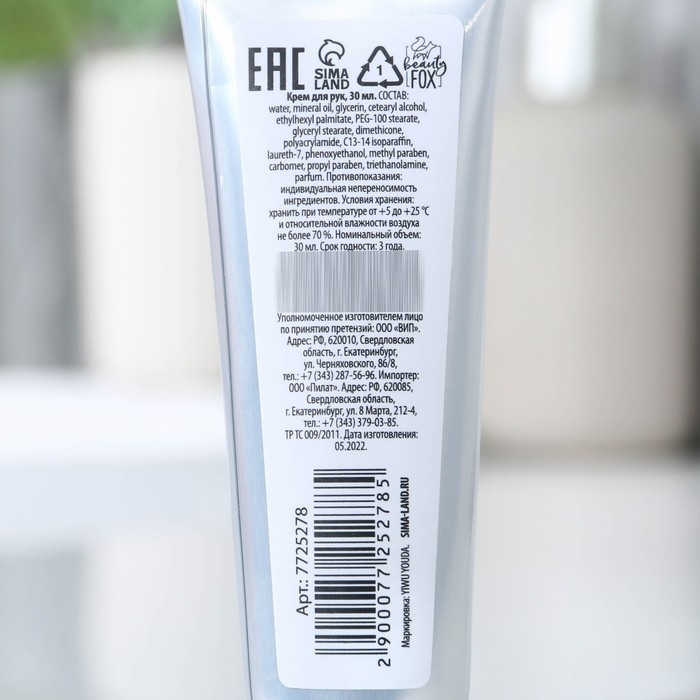 EAC SIMA LAND 1 beauty FOX
Крем для рук, 30 мл. СОСТАВ:
water, mineral oil, glycerin, cetearyl alcohol,
ethylhexyl palmitate, PEG-100 stearate,
glyceryl stearate, dimethicone,
polyacrylamide, C13-14 isoparaffin,
laureth-7, phenoxyethanol, methyl paraben,
carbomer, propyl paraben, triethanolamine,
parfum. Противопоказания:
индивидуальная непереносимость
ингредиентов. Условия хранения:
хранить при температуре от +5 до +25 °C
и относительной влажности воздуха
не более 70 %. Номинальный объем:
30 мл. Срок годности: 3 года.
Уполномоченное изготовителем лицо
по принятию претензий: ООО «ВИП».
Адрес: РФ, 620010, Свердловская
область, г. Екатеринбург,
ул. Черняховского, 86/8,
тел.: +7 (343) 287-56-96. Импортер:
ООО «Пилат». Адрес: РФ, 620085,
Свердловская область,
г. Екатеринбург, ул. 8 Марта, 212-4,
тел.: +7 (343) 379-03-85.
ТР ТС 009/2011. Дата изготовления:
05.2022.
Арт.: 7725278
2900077252785
Маркировка: YIWU YOUDA. SIMA-LAND.RU